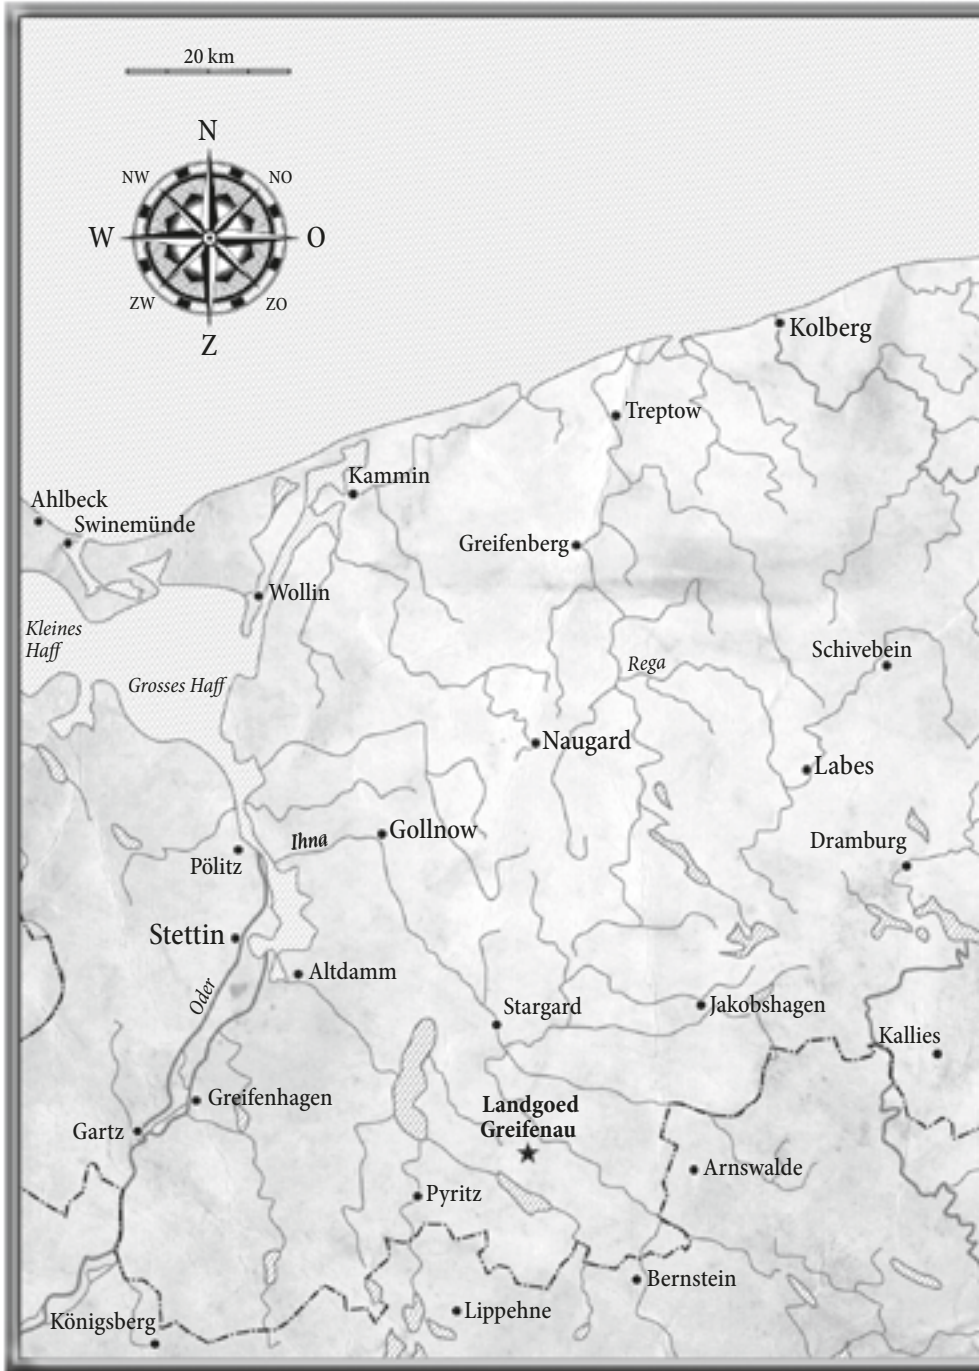 20 km
N
NW
NO
W
O
ZW
ZO
Z
Kolberg
Treptow
Kammin
Ahlbeck
Swinemünde
Greifenberg
Wollin
Kleines
Haff
Schivebein
Rega
Grosses Haff
Naugard
Labes
Gollnow
Ihna
Dramburg
Pölitz
Stettin
Altdamm
Oder
Stargard
Jakobshagen
Kallies
Greifenhagen
Landgoed
Greifenau
Gartz
Arnswalde
Pyritz
Bernstein
Lippehne
Königsberg